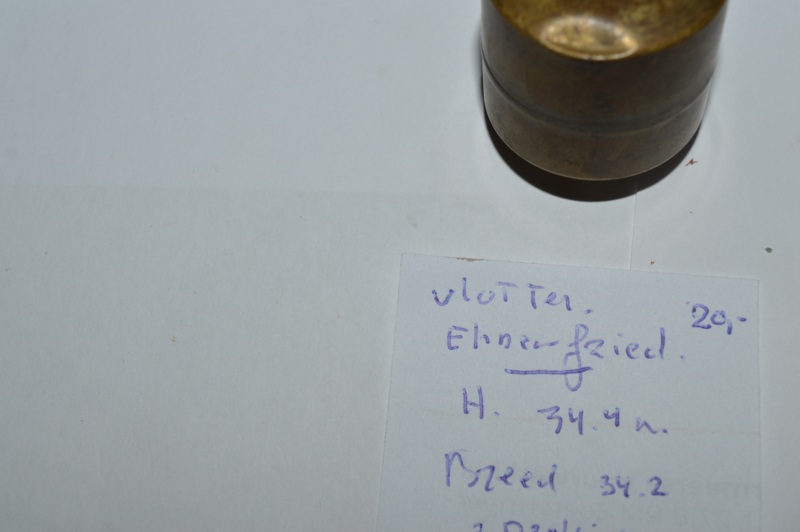 vlotter. 20,-
Ehrenfried.
H. 34.4 m.
Breed 34.2